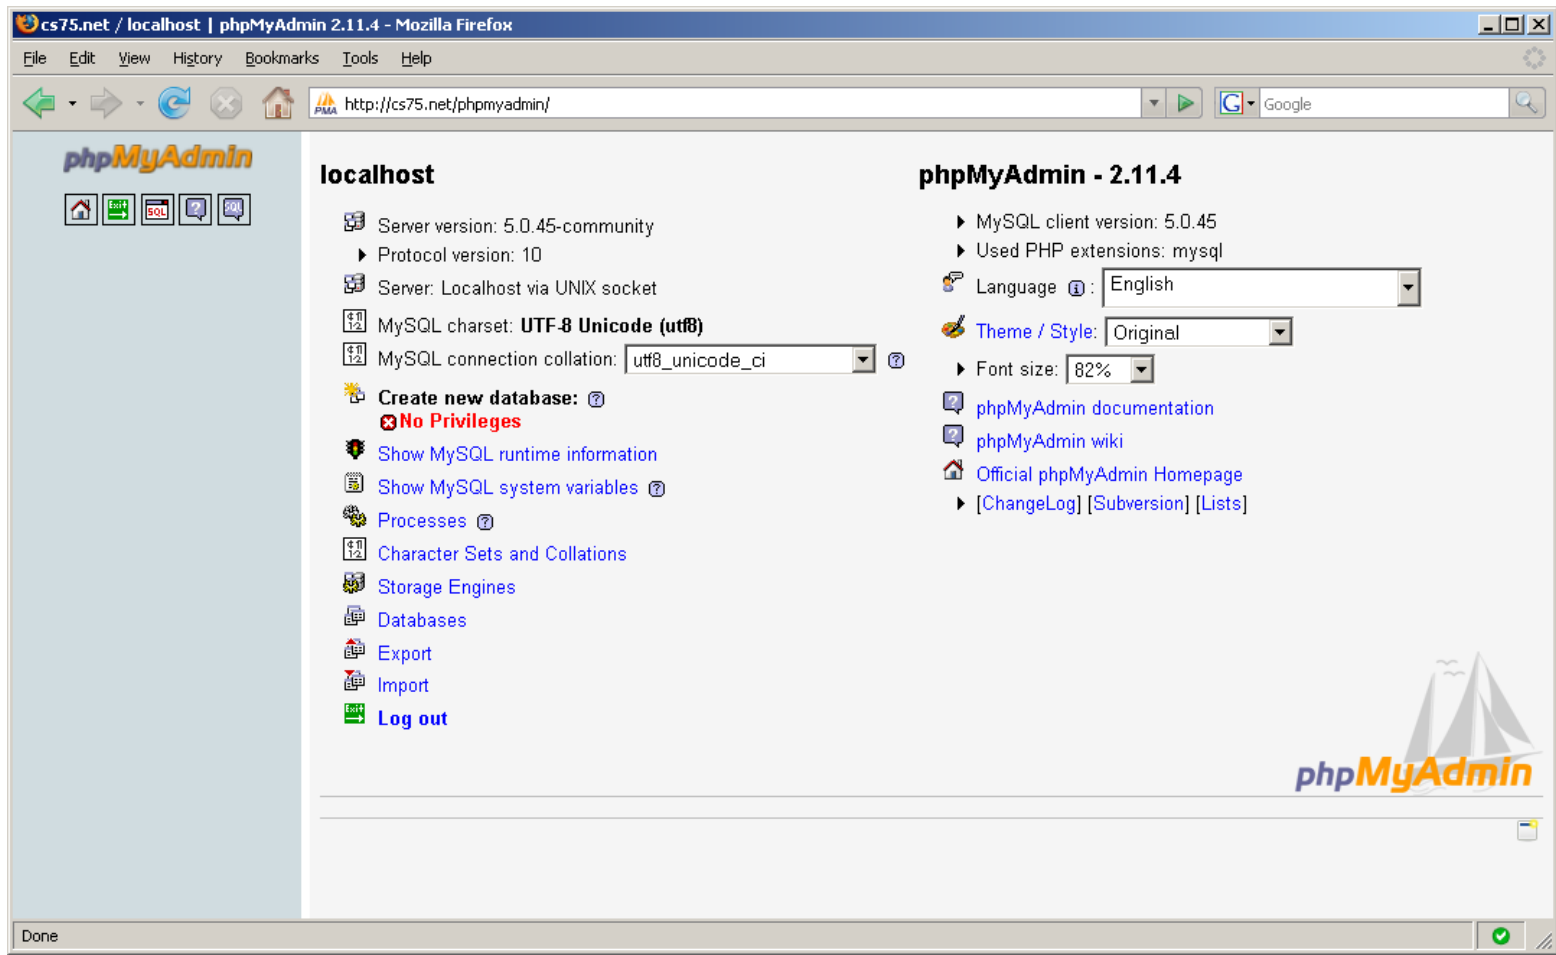 cs75.net / localhost | phpMyAdmin 2.11.4 - Mozilla Firefox
File Edit View History Bookmarks Tools Help
PMA http://cs75.net/phpmyadmin/ G Google
phpMyAdmin
Exit SQL ? SQL
localhost
Server version: 5.0.45-community
Protocol version: 10
Server: Localhost via UNIX socket
MySQL charset: UTF-8 Unicode (utf8)
MySQL connection collation: utf8_unicode_ci ?
Create new database: ?
No Privileges
Show MySQL runtime information
Show MySQL system variables ?
Processes ?
Character Sets and Collations
Storage Engines
Databases
Export
Import
Exit Log out
phpMyAdmin - 2.11.4
MySQL client version: 5.0.45
Used PHP extensions: mysql
Language i : English
Theme / Style: Original
Font size: 82%
? phpMyAdmin documentation
? phpMyAdmin wiki
Official phpMyAdmin Homepage
[ChangeLog] [Subversion] [Lists]
phpMyAdmin
Done